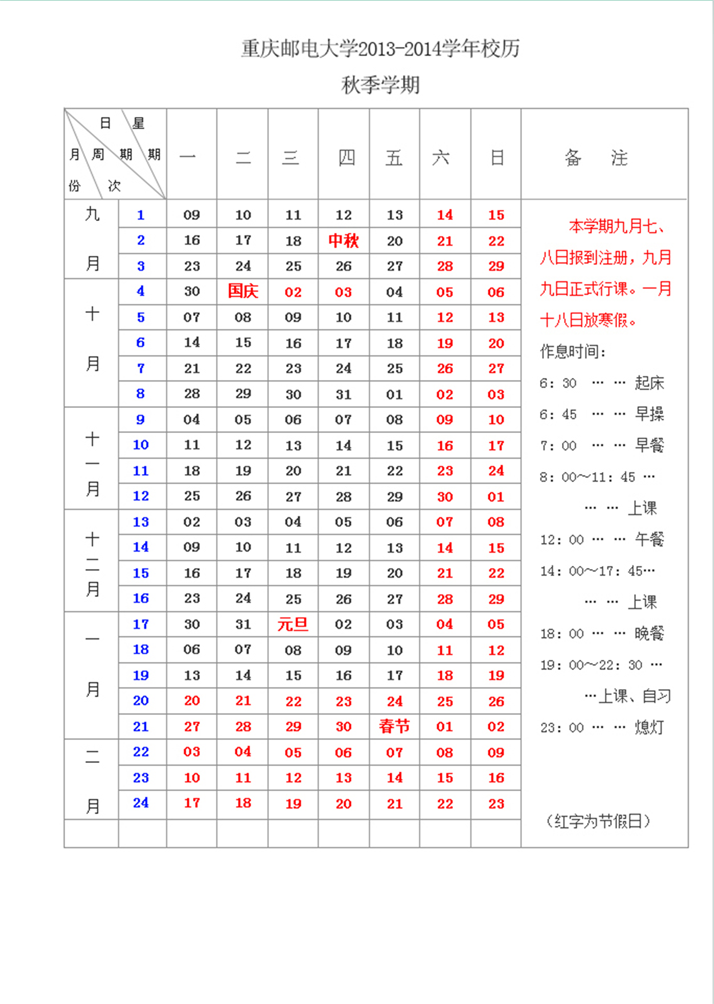 重庆邮电大学2013-2014学年校历
秋季学期
日 星
月 周 期 期
份 次
一 二 三 四 五 六 日 备 注
九月
1 09 10 11 12 13 14 15
2 16 17 18 中秋 20 21 22
3 23 24 25 26 27 28 29
十月
4 30 国庆 02 03 04 05 06
5 07 08 09 10 11 12 13
6 14 15 16 17 18 19 20
7 21 22 23 24 25 26 27
8 28 29 30 31 01 02 03
十一月
9 04 05 06 07 08 09 10
10 11 12 13 14 15 16 17
11 18 19 20 21 22 23 24
12 25 26 27 28 29 30 01
十二月
13 02 03 04 05 06 07 08
14 09 10 11 12 13 14 15
15 16 17 18 19 20 21 22
16 23 24 25 26 27 28 29
一月
17 30 31 元旦 02 03 04 05
18 06 07 08 09 10 11 12
19 13 14 15 16 17 18 19
20 20 21 22 23 24 25 26
21 27 28 29 30 春节 01 02
二月
22 03 04 05 06 07 08 09
23 10 11 12 13 14 15 16
24 17 18 19 20 21 22 23
本学期九月七、
八日报到注册，九月
九日正式行课。一月
十八日放寒假。
作息时间：
6：30 … … 起床
6：45 … … 早操
7：00 … … 早餐
8：00～11：45 …
… … 上课
12：00 … … 午餐
14：00～17：45…
… … 上课
18：00 … … 晚餐
19：00～22：30 …
…上课、自习
23：00 … … 熄灯
（红字为节假日）